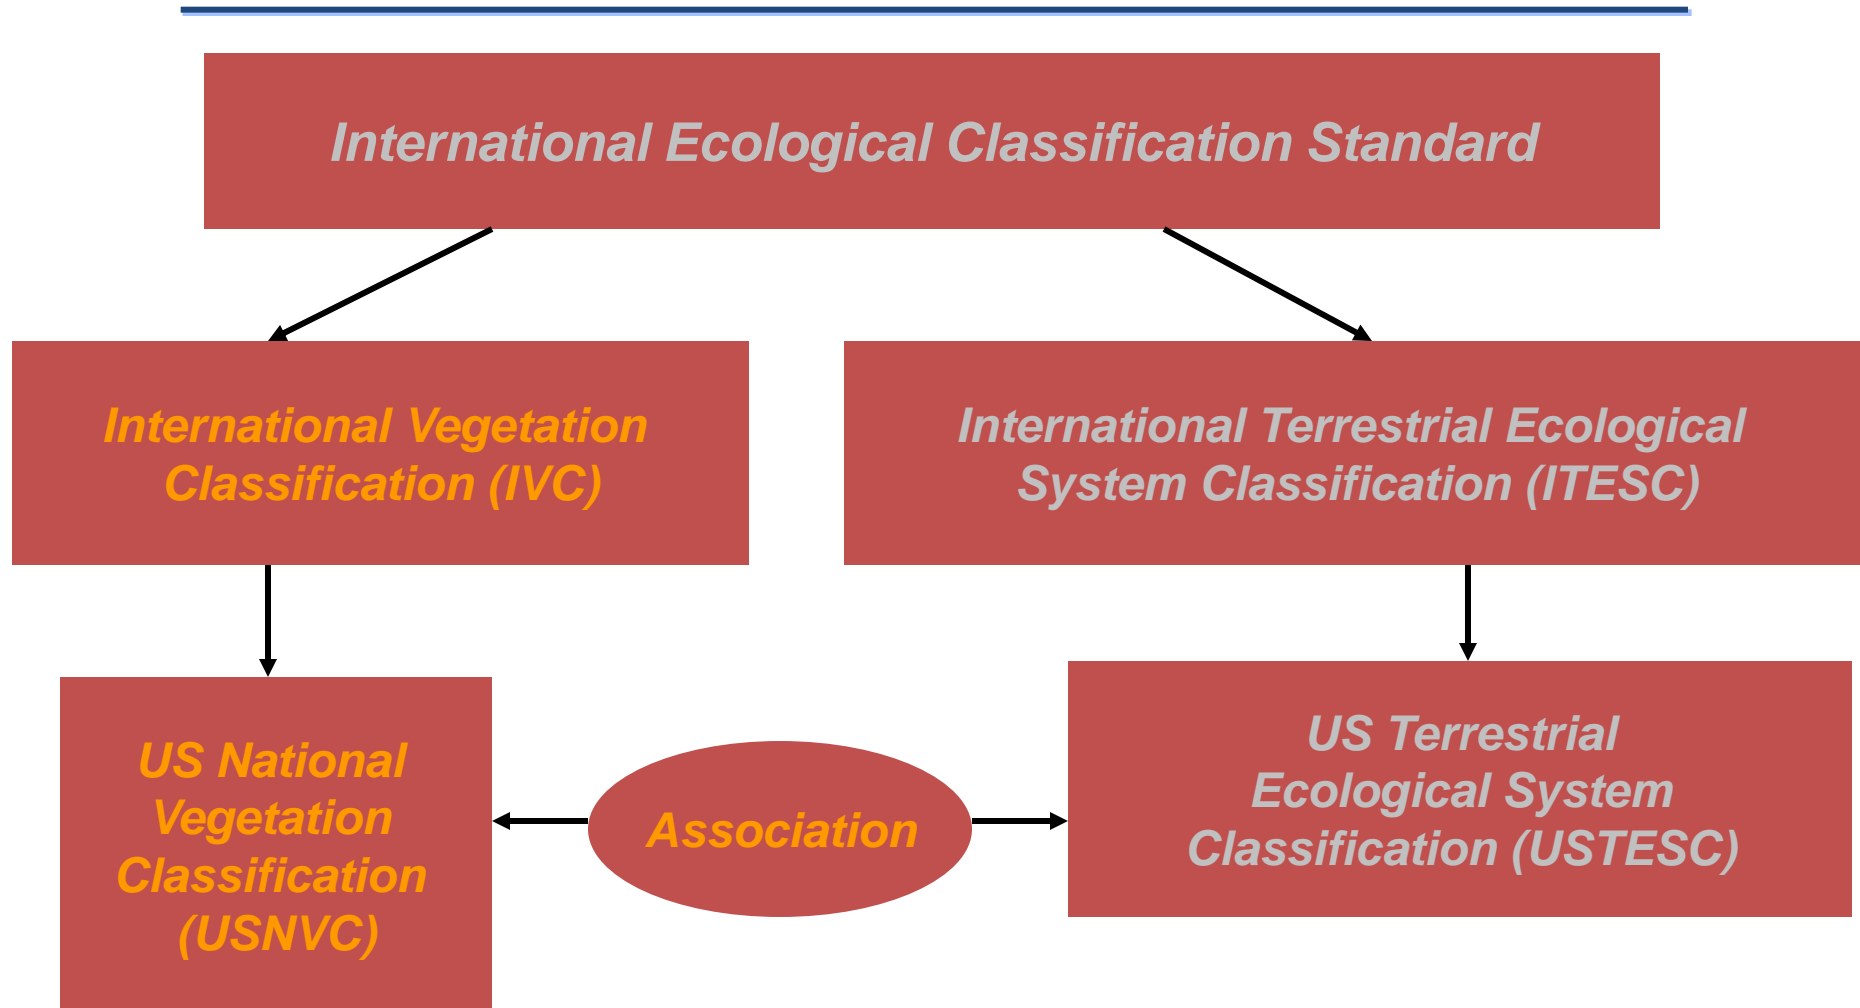 International Ecological Classification Standard
International Vegetation
Classification (IVC)
International Terrestrial Ecological
System Classification (ITESC)
US National
Vegetation
Classification
(USNVC)
Association
US Terrestrial
Ecological System
Classification (USTESC)